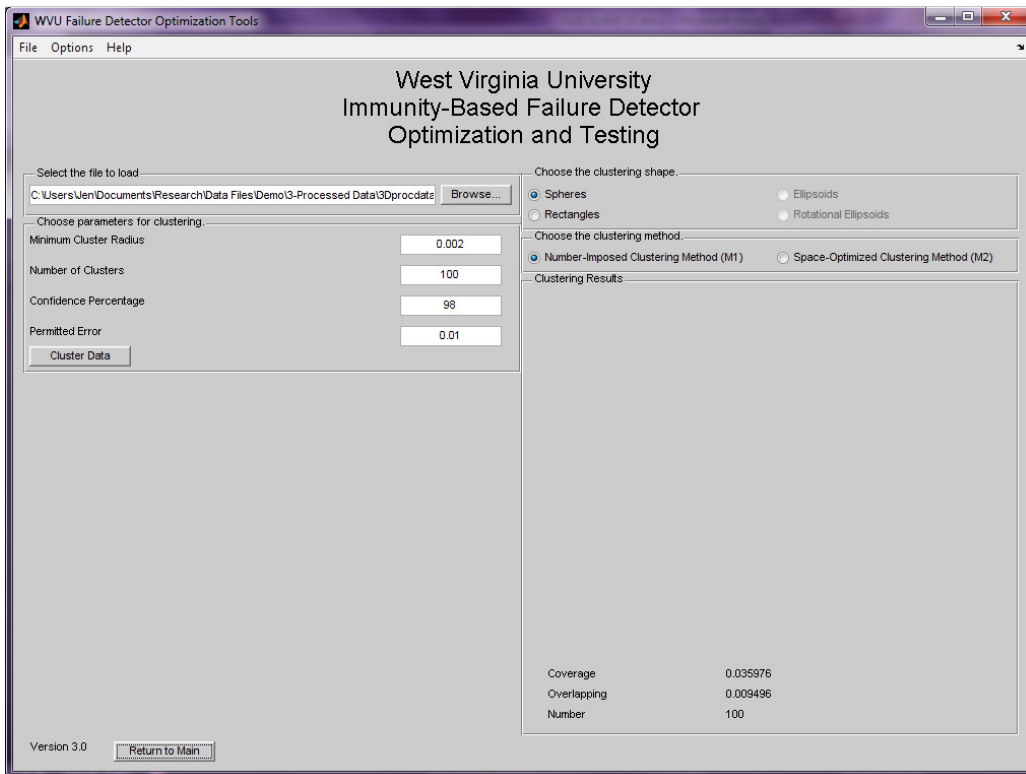 WVU Failure Detector Optimization Tools
File Options Help
West Virginia University
Immunity-Based Failure Detector
Optimization and Testing
Select the file to load
C:\Users\Jen\Documents\Research\Data Files\Demo\3-Processed Data\3Dprocdata
Browse...
Choose parameters for clustering.
Minimum Cluster Radius 0.002
Number of Clusters 100
Confidence Percentage 98
Permitted Error 0.01
Cluster Data
Choose the clustering shape.
Spheres Ellipsoids
Rectangles Rotational Ellipsoids
Choose the clustering method.
Number-Imposed Clustering Method (M1) Space-Optimized Clustering Method (M2)
Clustering Results
Coverage 0.035976
Overlapping 0.009496
Number 100
Version 3.0 Return to Main